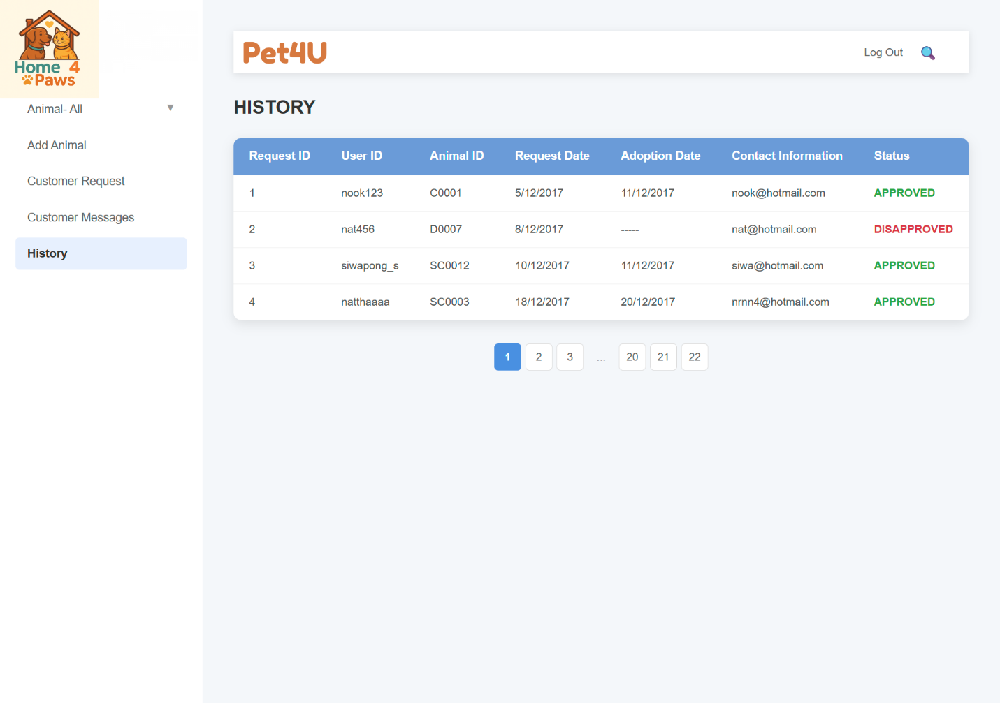 Home 4
Paws
Animal- All ▼
Add Animal
Customer Request
Customer Messages
History
Pet4U
Log Out
HISTORY
Request ID User ID Animal ID Request Date Adoption Date Contact Information Status
1 nook123 C0001 5/12/2017 11/12/2017 nook@hotmail.com APPROVED
2 nat456 D0007 8/12/2017 ----- nat@hotmail.com DISAPPROVED
3 siwapong_s SC0012 10/12/2017 11/12/2017 siwa@hotmail.com APPROVED
4 natthaaaa SC0003 18/12/2017 20/12/2017 nrnn4@hotmail.com APPROVED
1 2 3 ... 20 21 22